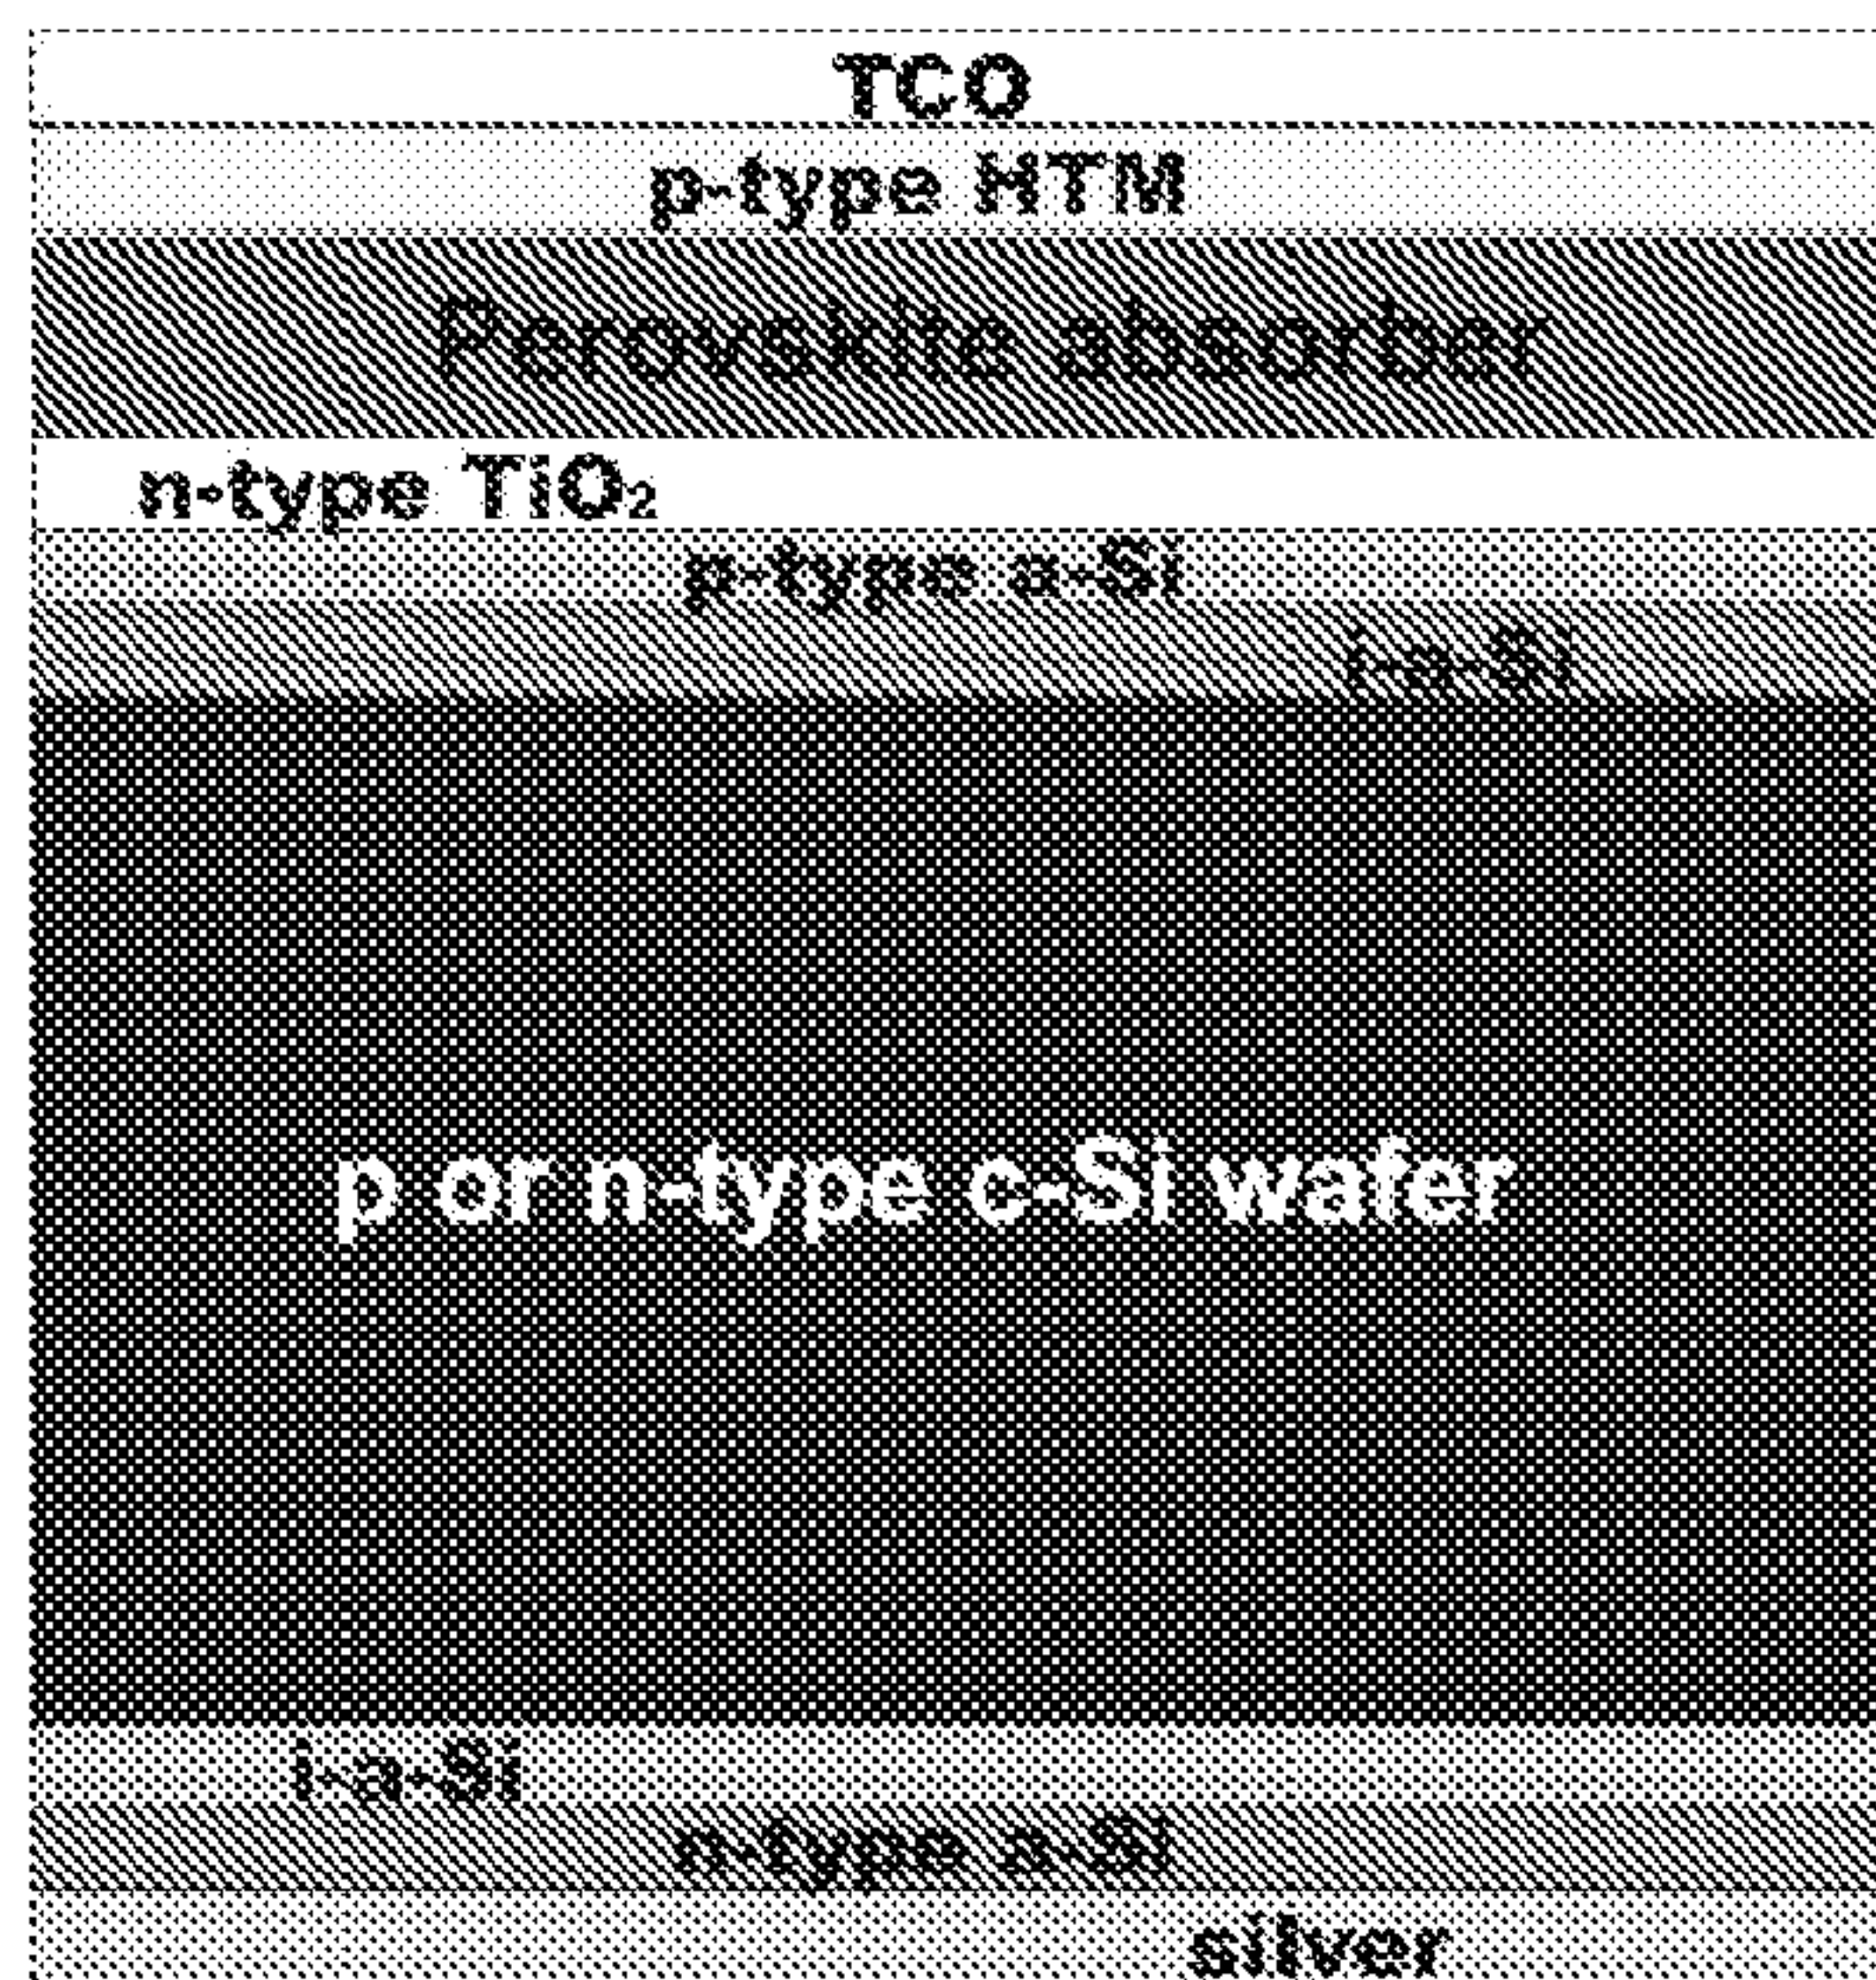 TCO
p-type HTM
Perovskite absorber
n-type TiO₂
p-type a-Si
i-a-Si
p or n-type c-Si wafer
i-a-Si
n-type a-Si
silver